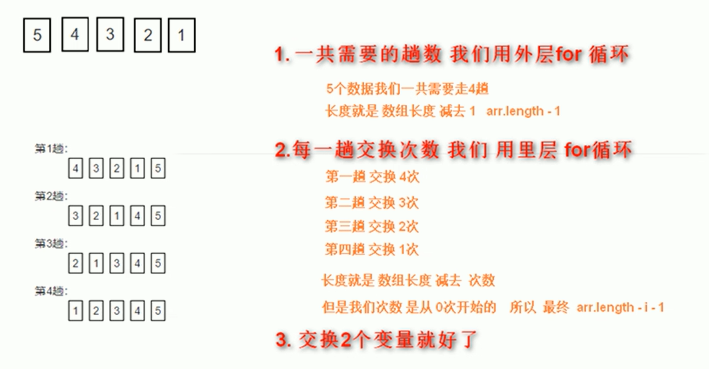 5 4 3 2 1
1. 一共需要的趟数 我们用外层for 循环
5个数据我们一共需要走4趟
长度就是 数组长度 减去 1 arr.length - 1
2.每一趟交换次数 我们 用里层 for循环
第一趟 交换 4次
第二趟 交换 3次
第三趟 交换 2次
第四趟 交换 1次
长度就是 数组长度 减去 次数
但是我们次数 是从 0次开始的 所以 最终 arr.length - i - 1
3. 交换2个变量就好了
第1趟：
4 3 2 1 5
第2趟：
3 2 1 4 5
第3趟：
2 1 3 4 5
第4趟：
1 2 3 4 5